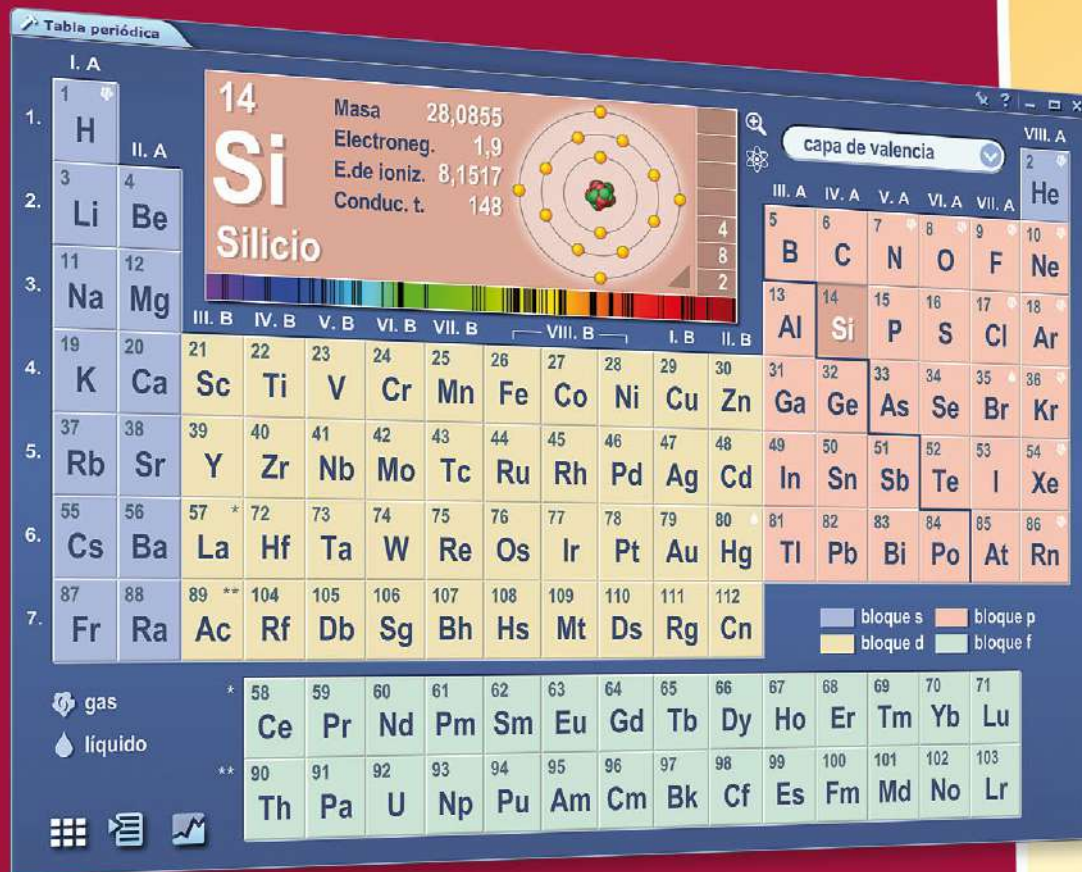 Tabla periódica
I. A
VIII. A
1.
1
H
II. A
14
Si
Silicio
Masa 28,0855
Electroneg. 1,9
E.de ioniz. 8,1517
Conduc. t. 148
4
8
2
capa de valencia
?
2
He
2.
3 4
Li Be
III. A IV. A V. A VI. A VII. A
5 6 7 8 9 10
B C N O F Ne
3.
11 12
Na Mg
13 14 15 16 17 18
Al Si P S Cl Ar
III. B IV. B V. B VI. B VII. B VIII. B I. B II. B
4.
19 20 21 22 23 24 25 26 27 28 29 30 31 32 33 34 35 36
K Ca Sc Ti V Cr Mn Fe Co Ni Cu Zn Ga Ge As Se Br Kr
5.
37 38 39 40 41 42 43 44 45 46 47 48 49 50 51 52 53 54
Rb Sr Y Zr Nb Mo Tc Ru Rh Pd Ag Cd In Sn Sb Te I Xe
6.
55 56 57 * 72 73 74 75 76 77 78 79 80 81 82 83 84 85 86
Cs Ba La Hf Ta W Re Os Ir Pt Au Hg Tl Pb Bi Po At Rn
7.
87 88 89 ** 104 105 106 107 108 109 110 111 112
Fr Ra Ac Rf Db Sg Bh Hs Mt Ds Rg Cn
bloque s bloque p
bloque d bloque f
gas
líquido
* 58 59 60 61 62 63 64 65 66 67 68 69 70 71
Ce Pr Nd Pm Sm Eu Gd Tb Dy Ho Er Tm Yb Lu
** 90 91 92 93 94 95 96 97 98 99 100 101 102 103
Th Pa U Np Pu Am Cm Bk Cf Es Fm Md No Lr